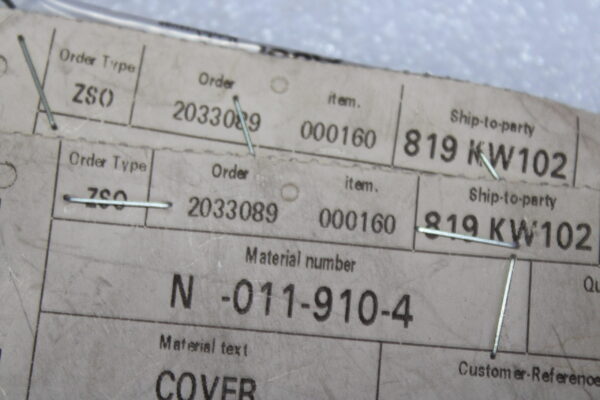 Order Type Order item. Ship-to-party
ZSO 2033089 000160 819 KW102
Order Type Order item. Ship-to-party
ZSO 2033089 000160 819 KW102
Material number
N -011-910-4
Material text Customer-Reference
COVER